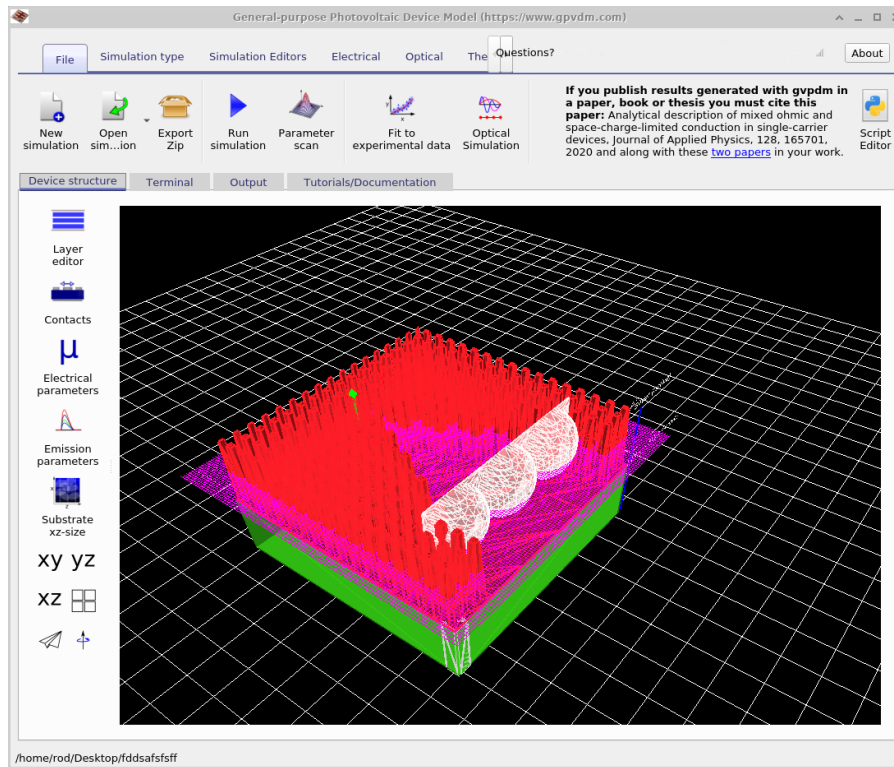 General-purpose Photovoltaic Device Model (https://www.gpvdm.com)
File Simulation type Simulation Editors Electrical Optical The Questions? About
New simulation
Open sim...ion
Export Zip
Run simulation
Parameter scan
Fit to experimental data
Optical Simulation
If you publish results generated with gvpdm in
a paper, book or thesis you must cite this
paper: Analytical description of mixed ohmic and
space-charge-limited conduction in single-carrier
devices, Journal of Applied Physics, 128, 165701,
2020 and along with these two papers in your work.
Script Editor
Device structure Terminal Output Tutorials/Documentation
Layer
editor
Contacts
μ
Electrical
parameters
Emission
parameters
Substrate
xz-size
xy yz
xz
/home/rod/Desktop/fddsafsfsff